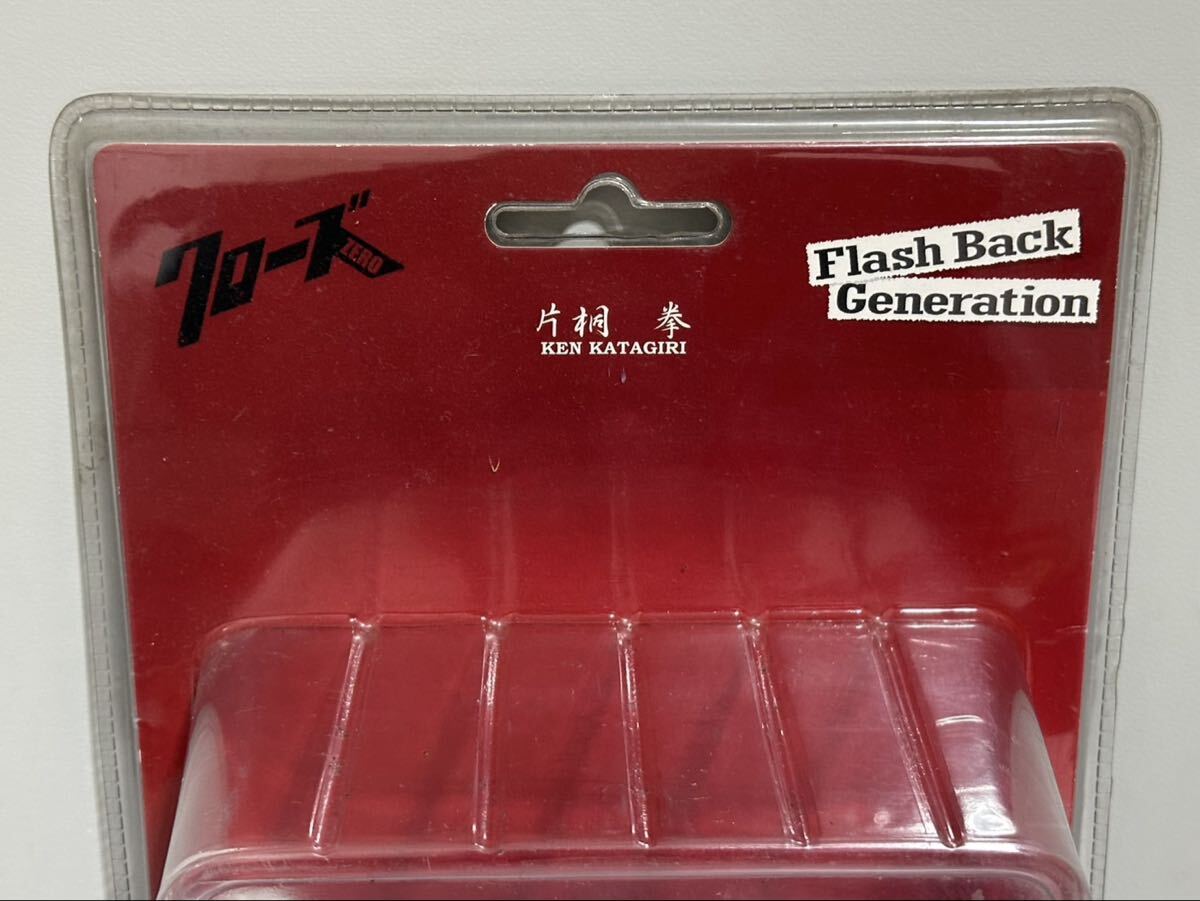 クローズ
ZERO
片桐 拳
KEN KATAGIRI
Flash Back
Generation